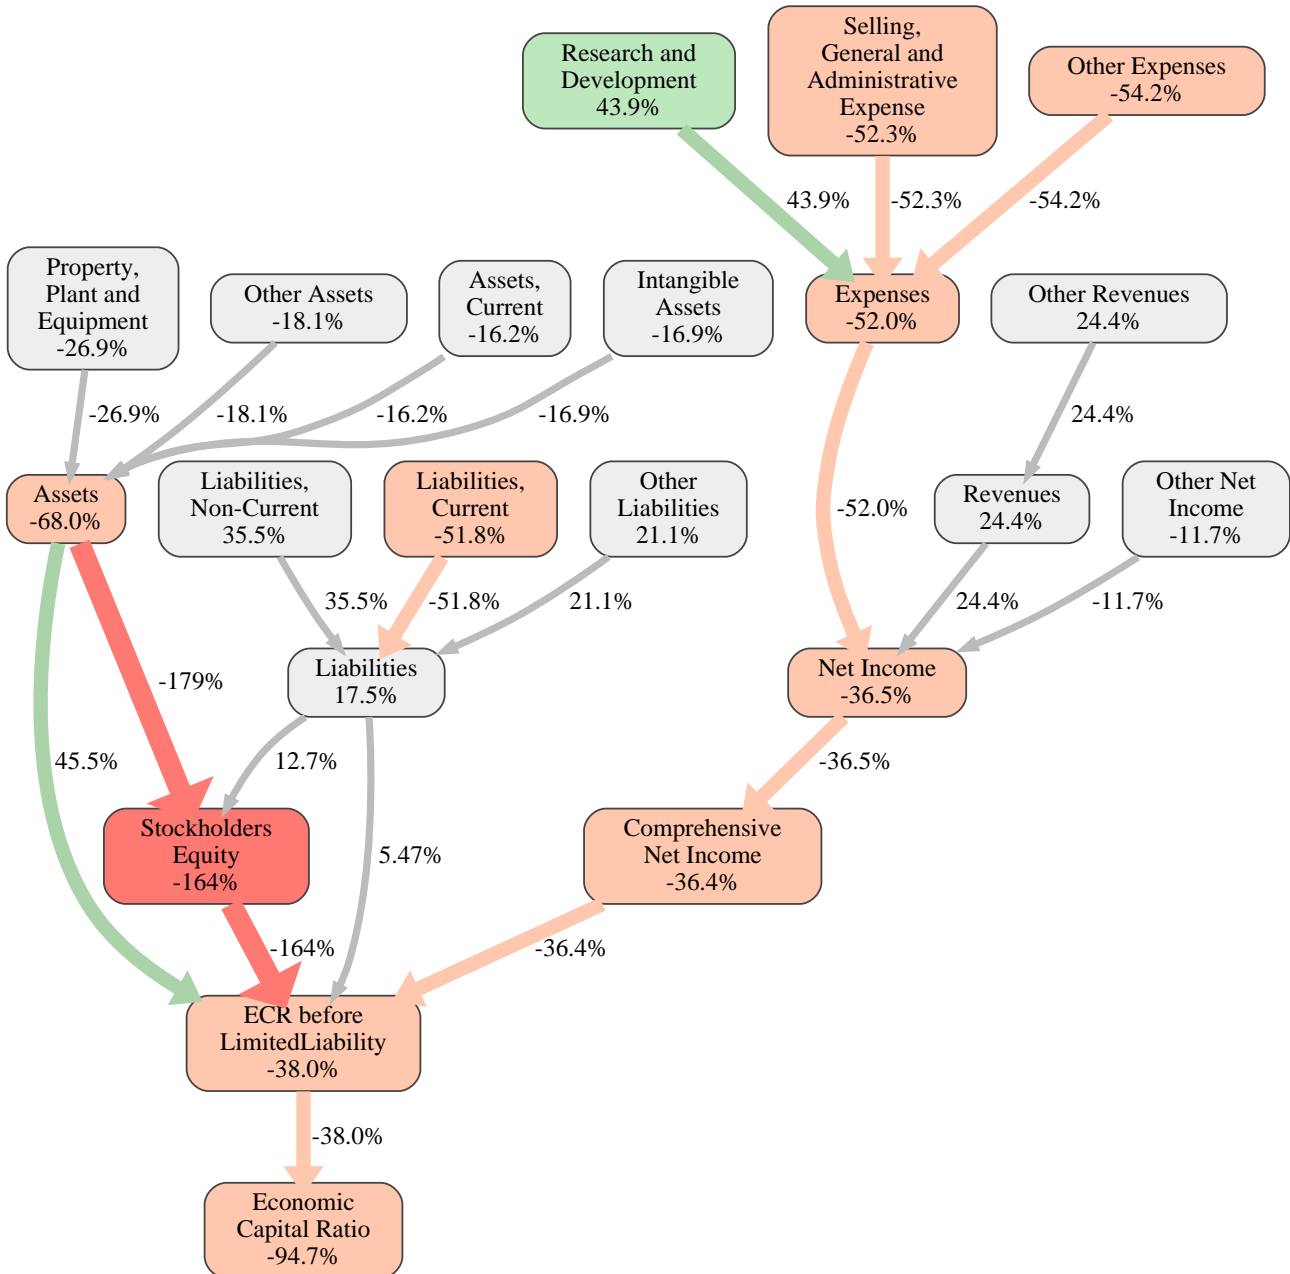 Research and
Development
43.9%
Selling,
General and
Administrative
Expense
-52.3%
Other Expenses
-54.2%
43.9%
-52.3%
-54.2%
Property,
Plant and
Equipment
-26.9%
Other Assets
-18.1%
Assets,
Current
-16.2%
Intangible
Assets
-16.9%
Expenses
-52.0%
Other Revenues
24.4%
-26.9%
-18.1%
-16.2%
-16.9%
24.4%
Assets
-68.0%
Liabilities,
Non-Current
35.5%
Liabilities,
Current
-51.8%
Other
Liabilities
21.1%
-52.0%
Revenues
24.4%
Other Net
Income
-11.7%
35.5%
-51.8%
21.1%
24.4%
-11.7%
-179%
Liabilities
17.5%
Net Income
-36.5%
45.5%
12.7%
-36.5%
Stockholders
Equity
-164%
5.47%
Comprehensive
Net Income
-36.4%
-164%
-36.4%
ECR before
LimitedLiability
-38.0%
-38.0%
Economic
Capital Ratio
-94.7%